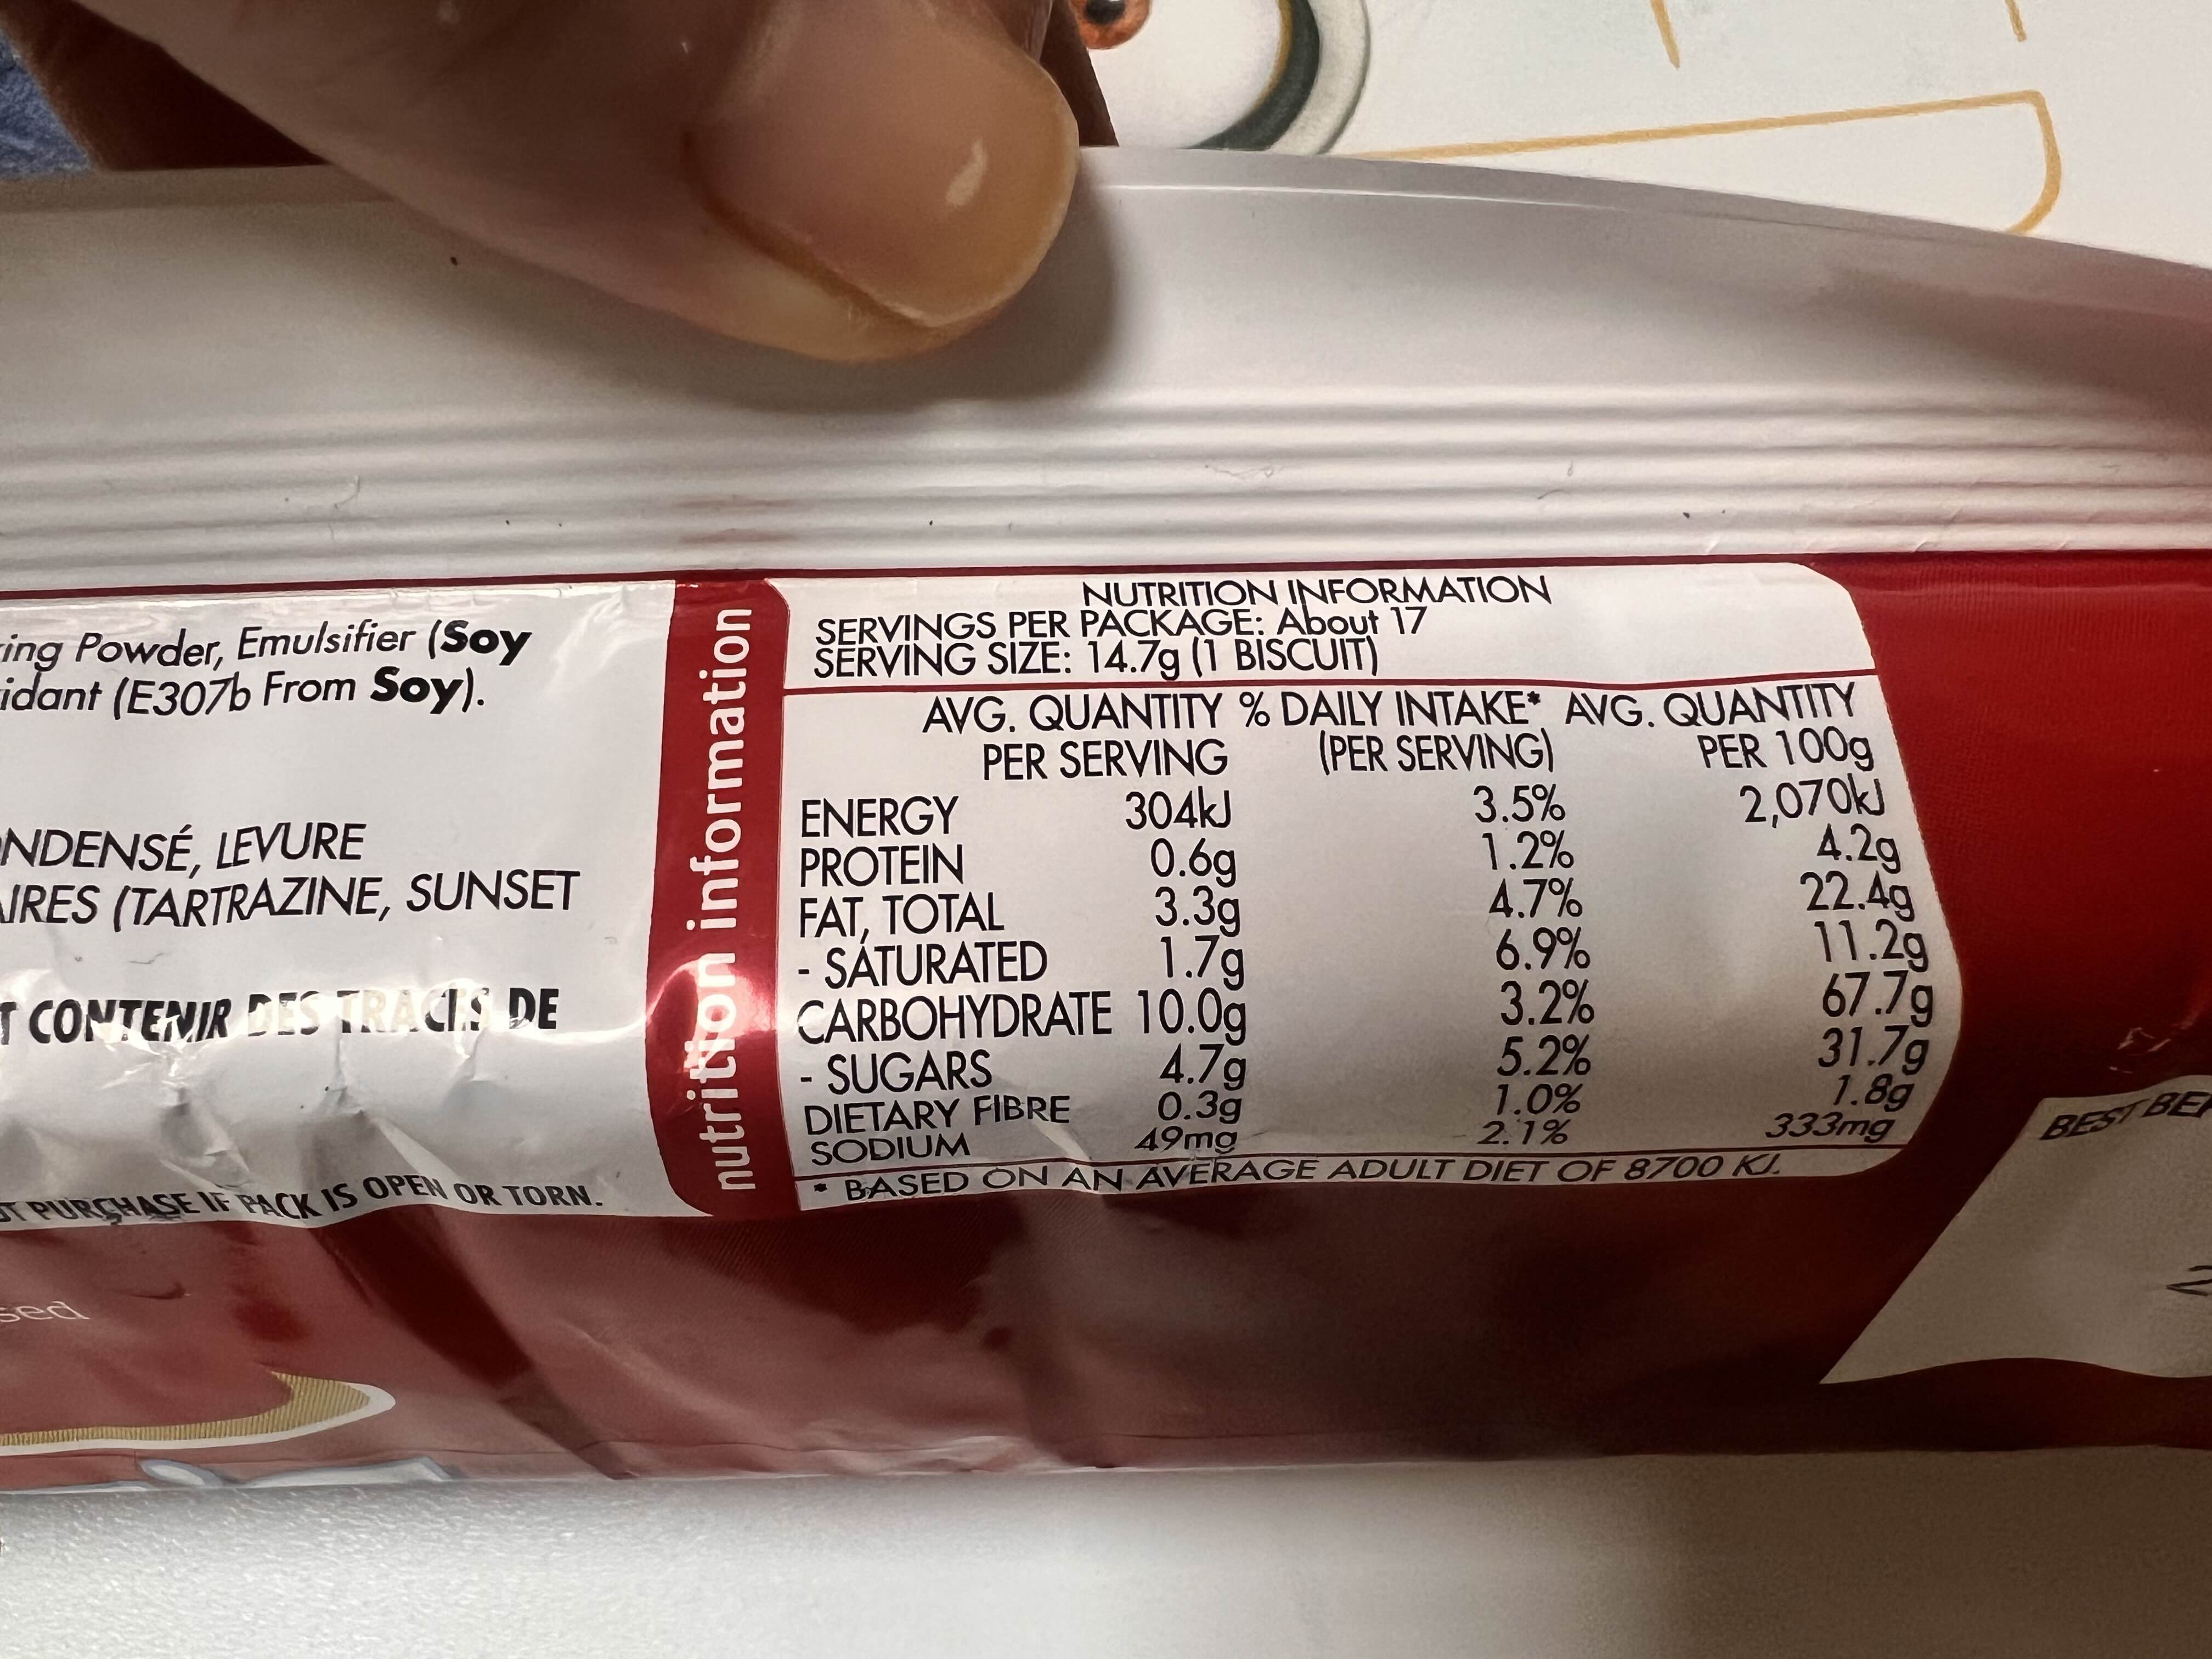 Powder, Emulsifier (Soy
(E307b From Soy).
LEVURE
(TARTRAZINE, SUNSET
CONTENIR DES TRACES DE
PURCHASE IF PACK IS OPEN OR TORN.
nutrition information
NUTRITION INFORMATION
SERVINGS PER PACKAGE: About 17
SERVING SIZE: 14.7g (1 BISCUIT)
AVG. QUANTITY % DAILY INTAKE* AVG. QUANTITY
PER SERVING (PER SERVING) PER 100g
ENERGY 304kJ 3.5% 2,070kJ
PROTEIN 0.6g 1.2% 4.2g
FAT, TOTAL 3.3g 4.7% 22.4g
- SATURATED 1.7g 6.9% 11.2g
CARBOHYDRATE 10.0g 3.2% 67.7g
- SUGARS 4.7g 5.2% 31.7g
DIETARY FIBRE 0.3g 1.0% 1.8g
SODIUM 49mg 2.1% 333mg
* BASED ON AN AVERAGE ADULT DIET OF 8700 KJ.
BEST